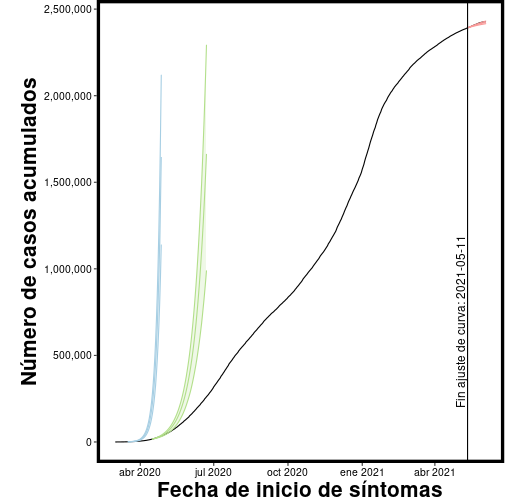 Número de casos acumulados
2,500,000
2,000,000
1,500,000
1,000,000
500,000
0
Fin ajuste de curva: 2021-05-11
abr 2020
jul 2020
oct 2020
ene 2021
abr 2021
Fecha de inicio de síntomas